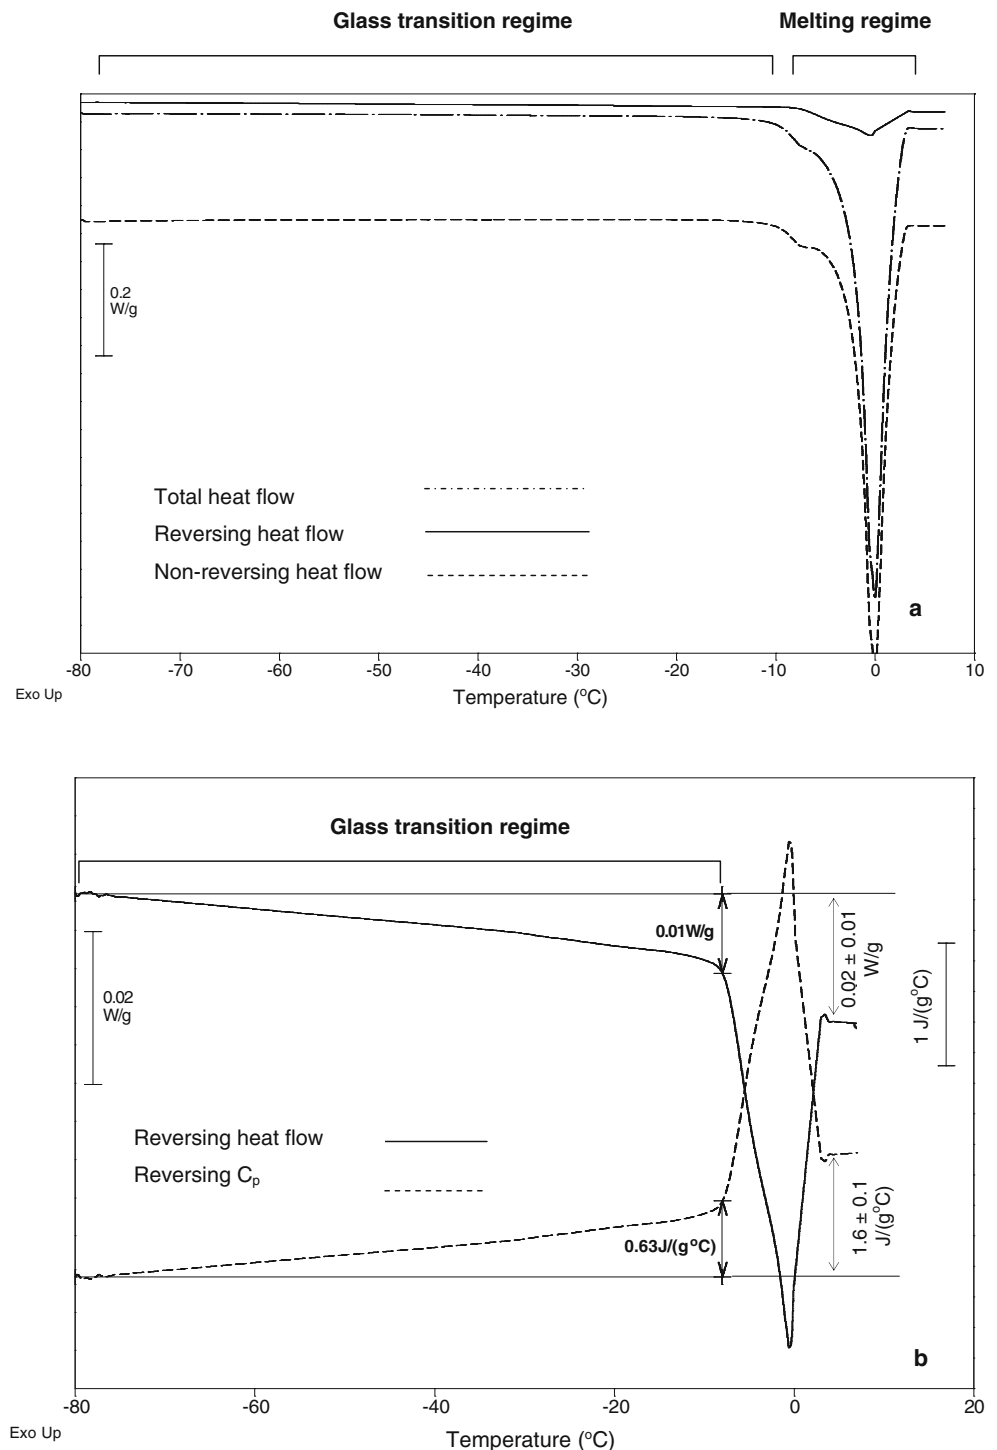 Glass transition regime Melting regime
0.2
W/g
Total heat flow
Reversing heat flow
Non-reversing heat flow
a
-80 -70 -60 -50 -40 -30 -20 -10 0 10
Exo Up
Temperature (°C)
Glass transition regime
0.01W/g
0.02 ± 0.01
W/g
0.02
W/g
1 J/(g°C)
Reversing heat flow
Reversing Cp
0.63J/(g°C)
1.6 ± 0.1
J/(g°C)
b
-80 -60 -40 -20 0 20
Exo Up
Temperature (°C)